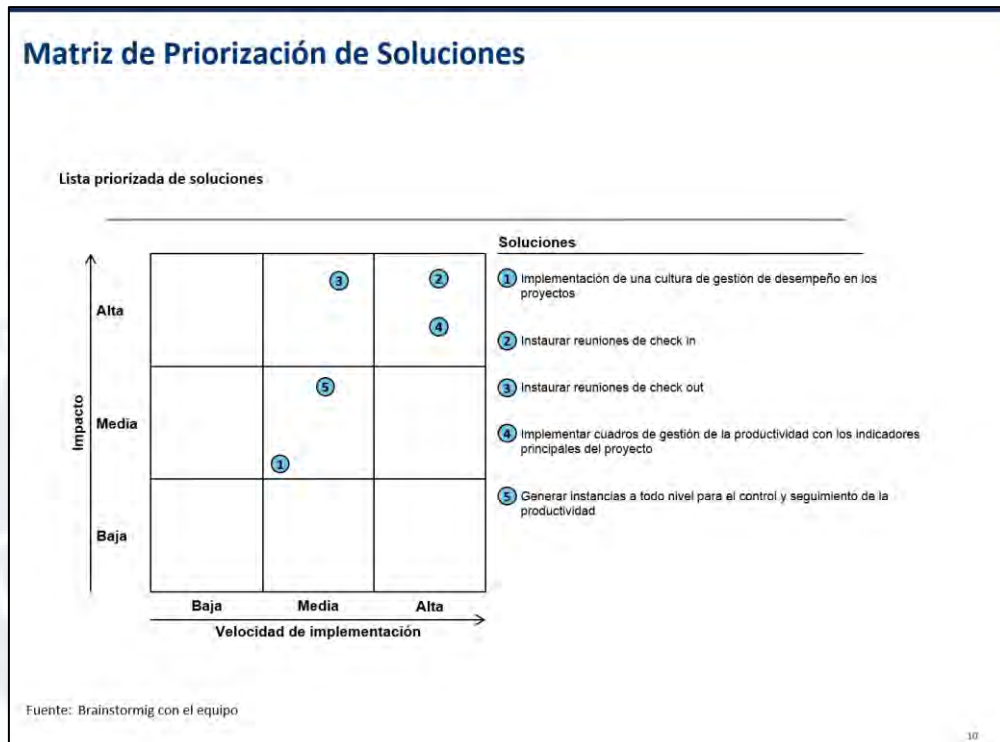 Matriz de Priorización de Soluciones
Lista priorizada de soluciones
Soluciones
Impacto
Alta
Media
Baja
3
2
4
5
1
1 Implementación de una cultura de gestión de desempeño en los
proyectos
2 Instaurar reuniones de check in
3 Instaurar reuniones de check out
4 Implementar cuadros de gestión de la productividad con los indicadores
principales del proyecto
5 Generar instancias a todo nivel para el control y seguimiento de la
productividad
Baja
Media
Alta
Velocidad de implementación
Fuente: Brainstormig con el equipo
10